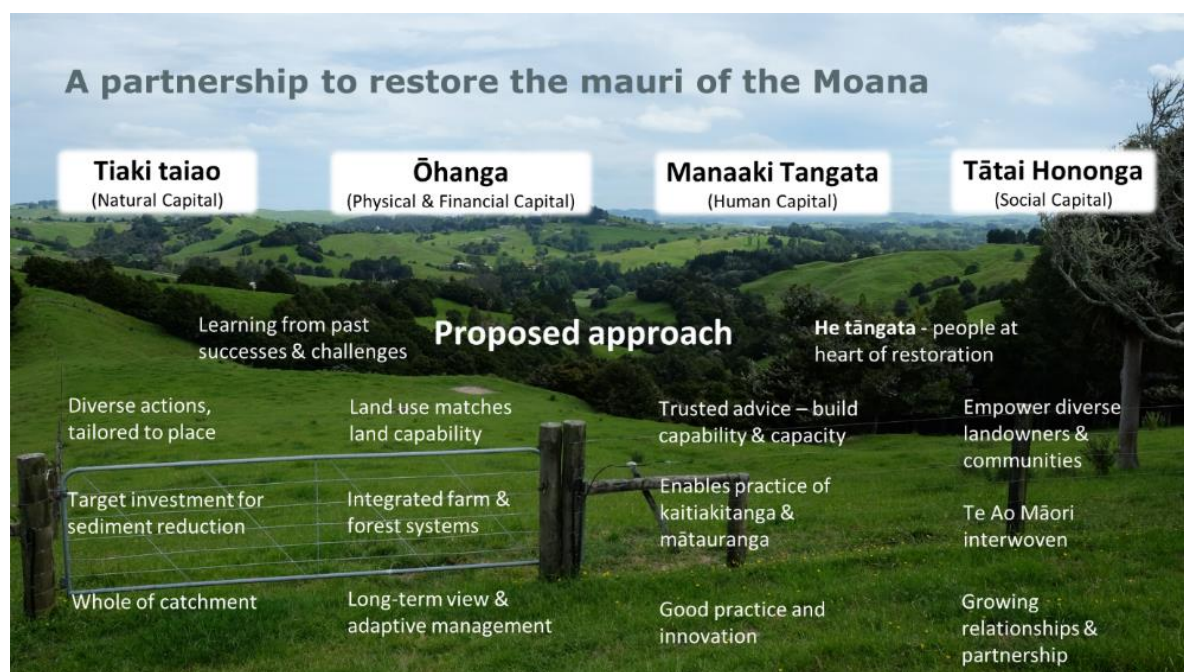 A partnership to restore the mauri of the Moana
Tiaki taiao
(Natural Capital)
Ōhanga
(Physical & Financial Capital)
Manaaki Tangata
(Human Capital)
Tātai Hononga
(Social Capital)
Learning from past
successes & challenges
Proposed approach
He tāngata - people at
heart of restoration
Diverse actions,
tailored to place
Land use matches
land capability
Trusted advice – build
capability & capacity
Empower diverse
landowners &
communities
Target investment for
sediment reduction
Integrated farm &
forest systems
Enables practice of
kaitiakitanga &
mātauranga
Te Ao Māori
interwoven
Whole of catchment
Long-term view &
adaptive management
Good practice and
innovation
Growing
relationships &
partnership